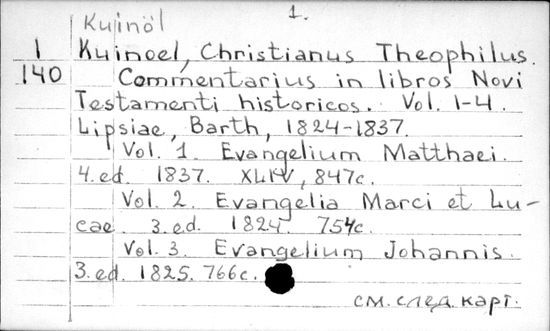 Kuinöl 1.
1 Kuinoel, Christianus Theophilus.
140 Commentarius in libros Novi
Testamenti historicos. Vol. 1-4.
Lipsiae, Barth, 1824-1837.
Vol. 1. Evangelium Matthaei.
4. ed. 1837. XLIV, 847c.
Vol. 2. Evangelia Marci et Lu-
cae. 3. ed. 1824. 754c.
Vol. 3. Evangelium Johannis.
3. ed. 1825. 766c.
см. след. карт.